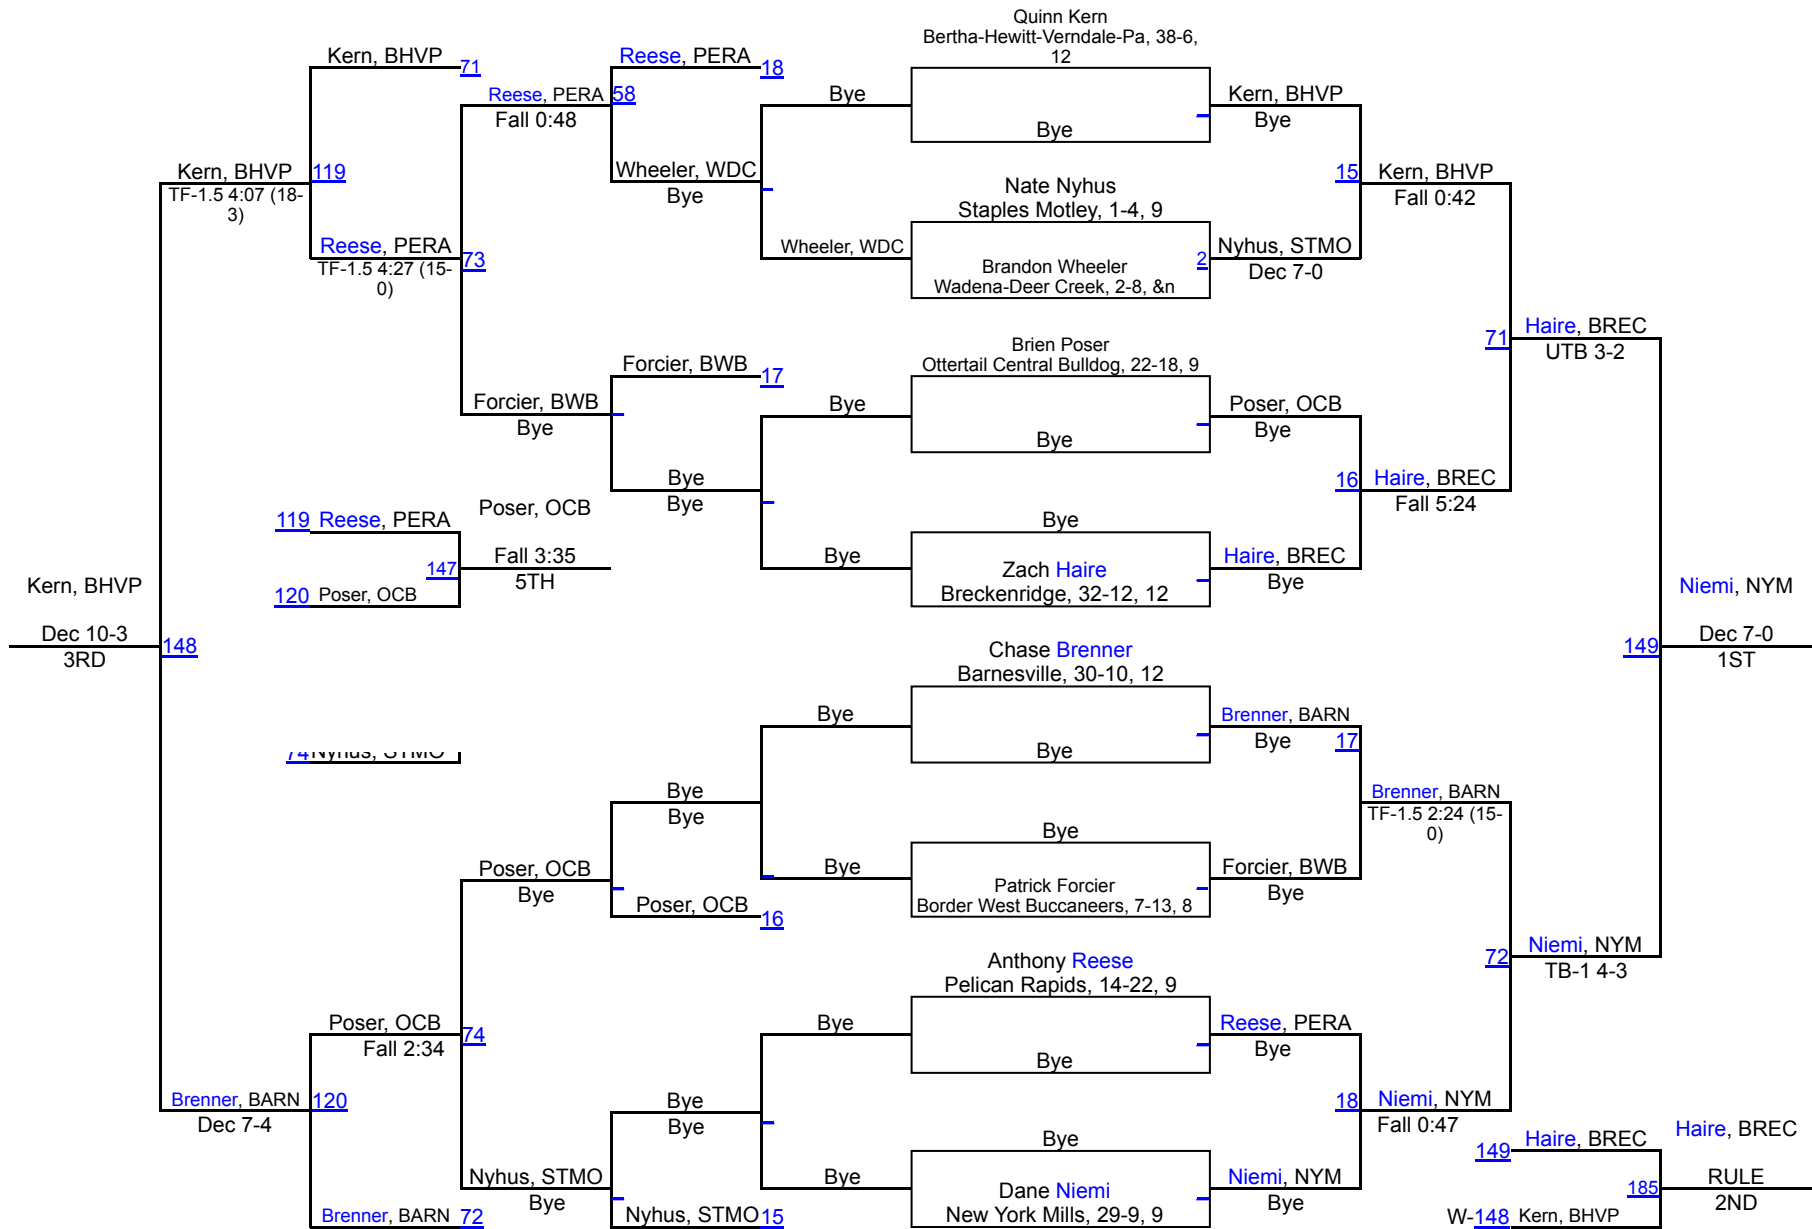 Quinn Kern
Bertha-Hewitt-Verndale-Pa, 38-6,
12
Bye
Nate Nyhus
Staples Motley, 1-4, 9
Brandon Wheeler
Wadena-Deer Creek, 2-8, &n
2
Brien Poser
Ottertail Central Bulldog, 22-18, 9
Bye
Bye
Zach Haire
Breckenridge, 32-12, 12
Chase Brenner
Barnesville, 30-10, 12
Bye
Bye
Patrick Forcier
Border West Buccaneers, 7-13, 8
Anthony Reese
Pelican Rapids, 14-22, 9
Bye
Bye
Dane Niemi
New York Mills, 29-9, 9
Kern, BHVP
Bye
15
Nyhus, STMO
Dec 7-0
Poser, OCB
Bye
16
Haire, BREC
Bye
Brenner, BARN
Bye
17
Forcier, BWB
Bye
Reese, PERA
Bye
18
Niemi, NYM
Bye
Kern, BHVP
Fall 0:42
71
Haire, BREC
Fall 5:24
Brenner, BARN
TF-1.5 2:24 (15-
0)
72
Niemi, NYM
Fall 0:47
Haire, BREC
UTB 3-2
149
Niemi, NYM
TB-1 4-3
Niemi, NYM
Dec 7-0
1ST
149
Haire, BREC
185
W-148
Kern, BHVP
Haire, BREC
RULE
2ND
Bye
Wheeler, WDC
Bye
Bye
Bye
Bye
Bye
Bye
Reese, PERA
18
58
Wheeler, WDC
Bye
Forcier, BWB
17
Bye
Bye
Bye
Bye
Poser, OCB
16
Bye
Bye
Nyhus, STMO
15
Reese, PERA
Fall 0:48
73
Forcier, BWB
Bye
Poser, OCB
Bye
74
Nyhus, STMO
Bye
Kern, BHVP
71
119
Reese, PERA
TF-1.5 4:27 (15-
0)
Poser, OCB
Fall 2:34
120
Brenner, BARN
72
Kern, BHVP
TF-1.5 4:07 (18-
3)
148
Brenner, BARN
Dec 7-4
Kern, BHVP
Dec 10-3
3RD
119
Reese, PERA
147
120
Poser, OCB
Poser, OCB
Fall 3:35
5TH
74
Nyhus, STMO